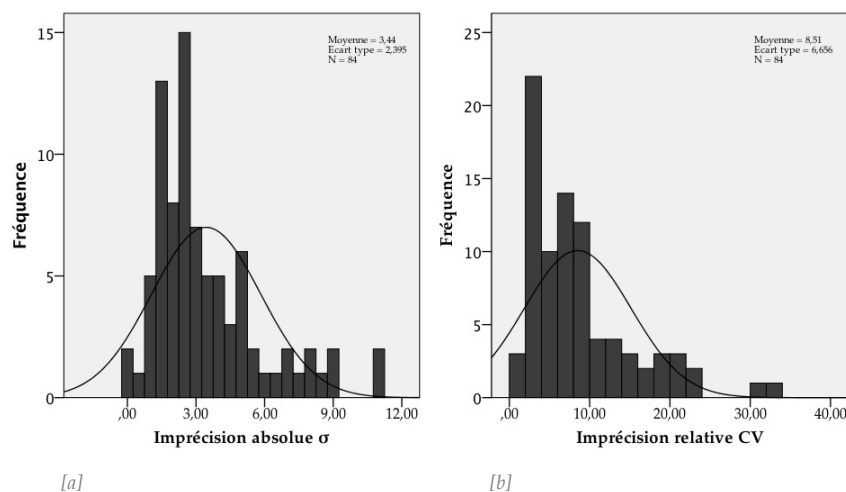 Moyenne = 3,44
Ecart type = 2,395
N = 84
15
10
5
0
Fréquence
,00
3,00
6,00
9,00
12,00
Imprécision absolue σ
[a]
Moyenne = 8,51
Ecart type = 6,656
N = 84
25
20
15
10
5
0
Fréquence
,00
10,00
20,00
30,00
40,00
Imprécision relative CV
[b]